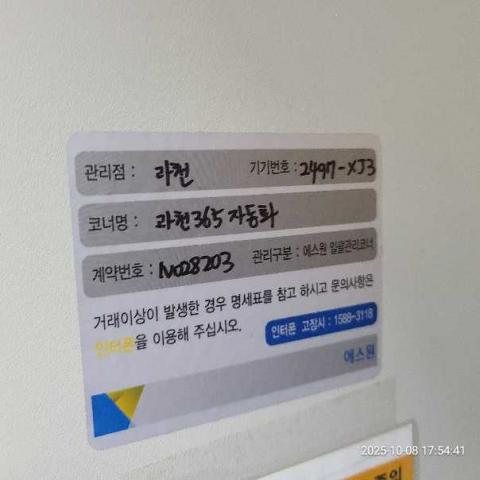 관리점 : 과천 기기번호 : 2497-XJ3
코너명 : 과천365자동화
계약번호 : IV028203 관리구분 : 에스원 일괄관리코너
거래이상이 발생한 경우 명세표를 참고 하시고 문의사항은
인터폰을 이용해 주십시오.
인터폰 고장시 : 1588-3118
에스원
주의
2025-10-08 17:54:41